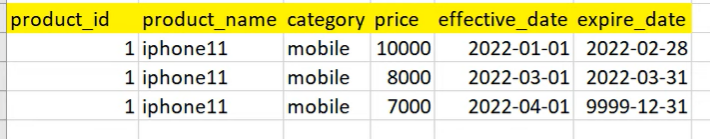 product_id product_name category price effective_date expire_date
1 iphone11 mobile 10000 2022-01-01 2022-02-28
1 iphone11 mobile 8000 2022-03-01 2022-03-31
1 iphone11 mobile 7000 2022-04-01 9999-12-31